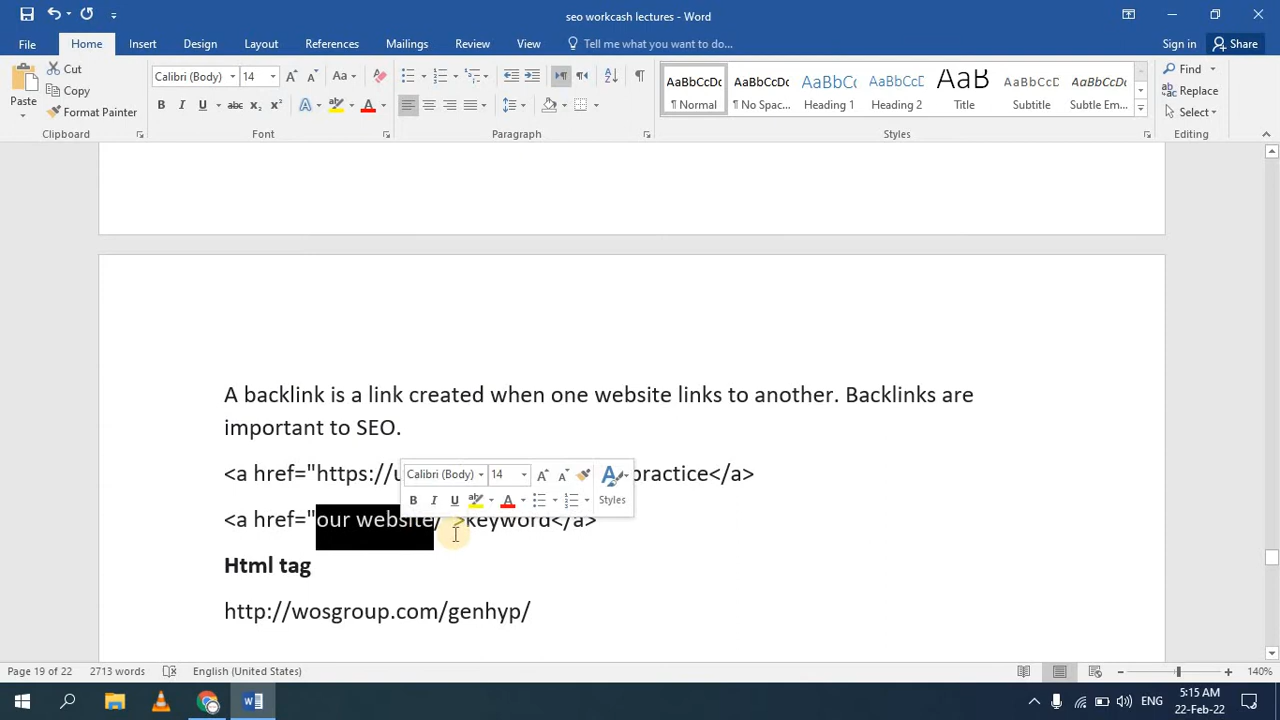 seo workcash lectures - Word
File Home Insert Design Layout References Mailings Review View Tell me what you want to do... Sign in Share
Cut
Copy
Format Painter
Paste
Clipboard
Calibri (Body) 14
Font
Paragraph
AaBbCcDc AaBbCcDc AaBbCc AaBbCcD AaB AaBbCcD AaBbCcDc
¶ Normal ¶ No Spac... Heading 1 Heading 2 Title Subtitle Subtle Em...
Styles
Find
Replace
Select
Editing
A backlink is a link created when one website links to another. Backlinks are
important to SEO.
<a href="https://u practice</a>
Calibri (Body) 14
Styles
<a href="our website/ >keyword</a>
Html tag
http://wosgroup.com/genhyp/
Page 19 of 22 2713 words English (United States) 140%
ENG 5:15 AM
22-Feb-22